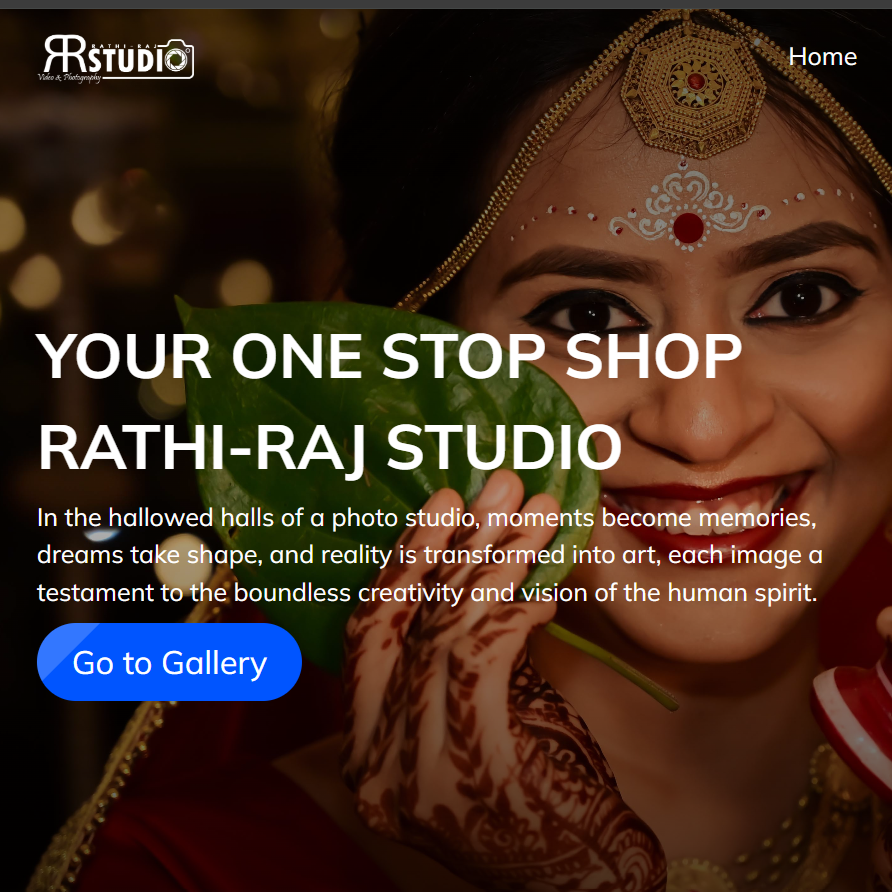 RATHI-RAJ
RRSTUDIO
Video & Photography
Home
YOUR ONE STOP SHOP
RATHI-RAJ STUDIO
In the hallowed halls of a photo studio, moments become memories,
dreams take shape, and reality is transformed into art, each image a
testament to the boundless creativity and vision of the human spirit.
Go to Gallery